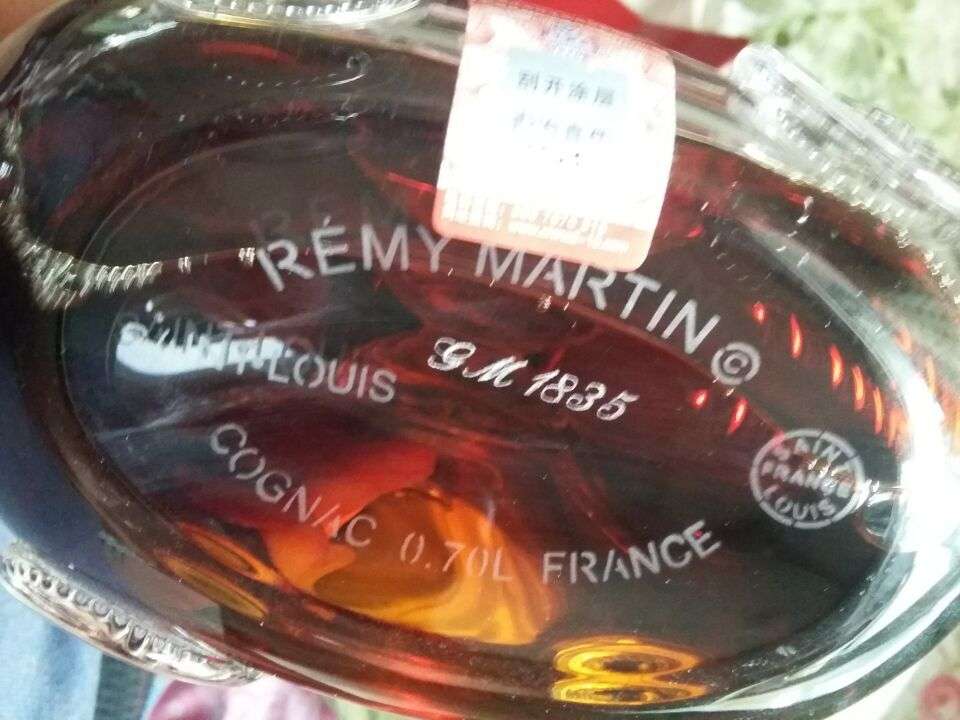 刮开涂层
RÉMY MARTIN ©
SAINT-LOUIS
GM 1835
COGNAC 0.70L FRANCE
SAINT
FRANCE
LOUIS